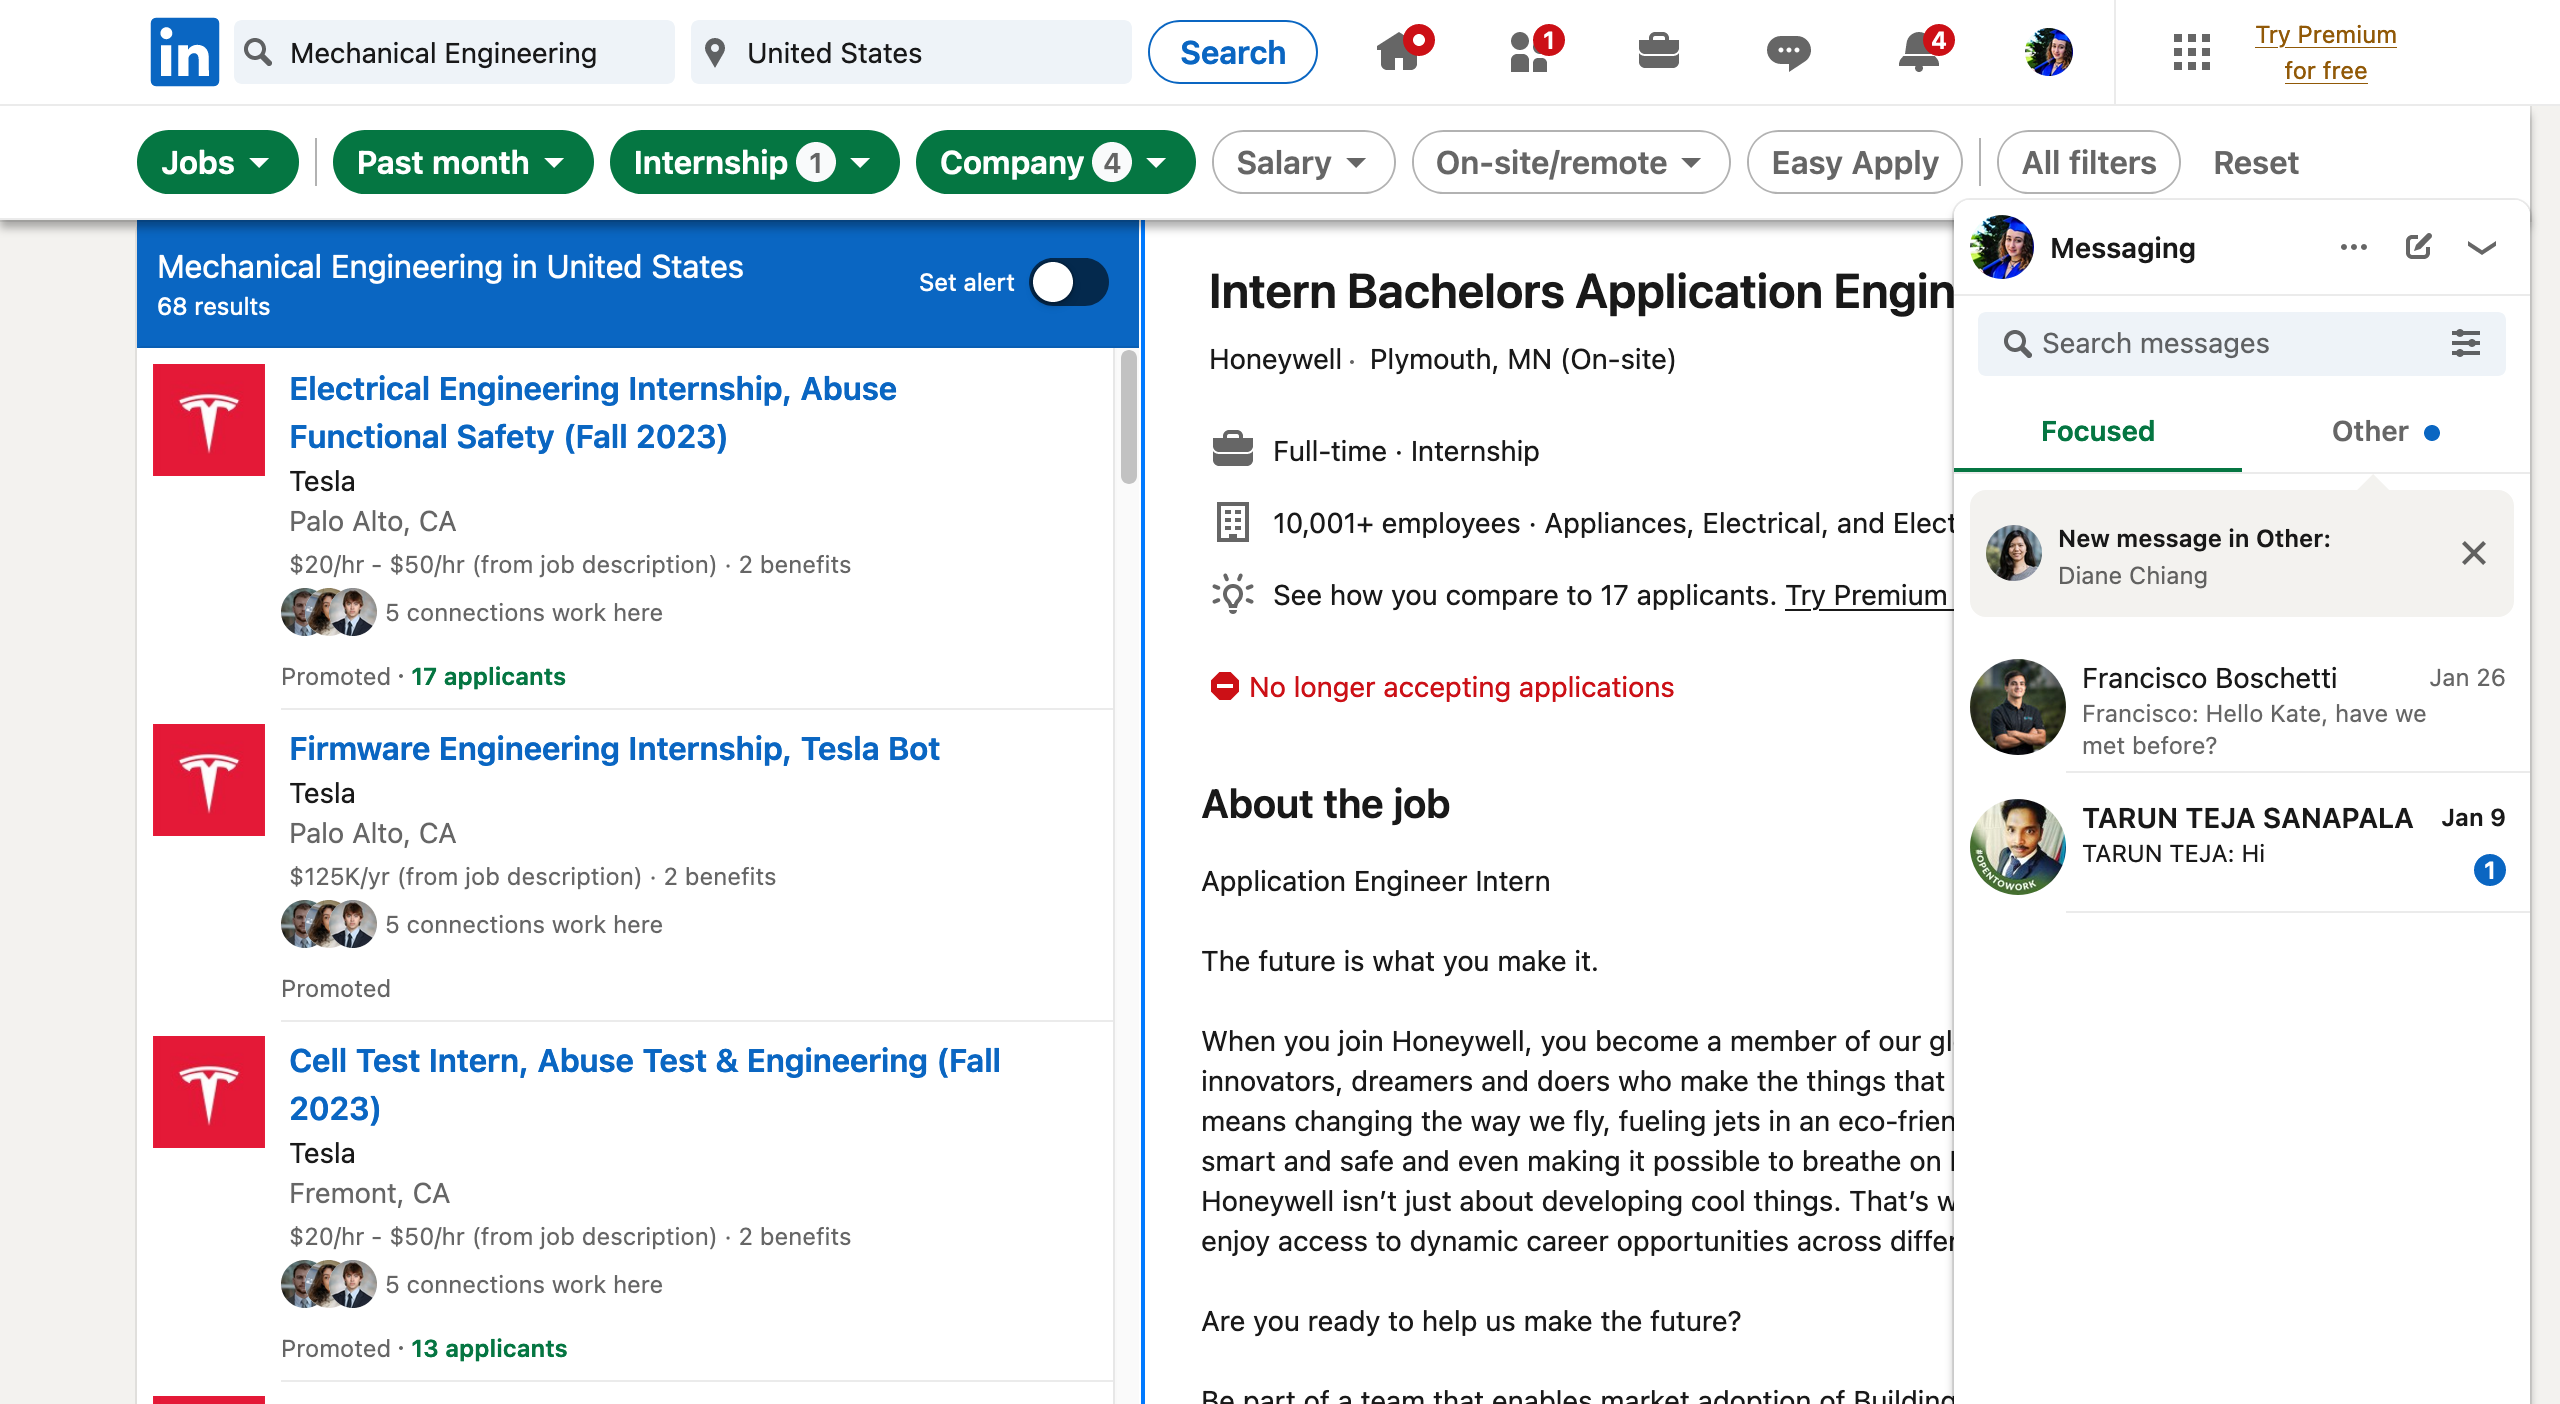 in
Mechanical Engineering
United States
Search
1
4
Try Premium
for free
Jobs
Past month
Internship 1
Company 4
Salary
On-site/remote
Easy Apply
All filters
Reset
Mechanical Engineering in United States
68 results
Set alert
Electrical Engineering Internship, Abuse
Functional Safety (Fall 2023)
Tesla
Palo Alto, CA
$20/hr - $50/hr (from job description) · 2 benefits
5 connections work here
Promoted · 17 applicants
Firmware Engineering Internship, Tesla Bot
Tesla
Palo Alto, CA
$125K/yr (from job description) · 2 benefits
5 connections work here
Promoted
Cell Test Intern, Abuse Test & Engineering (Fall
2023)
Tesla
Fremont, CA
$20/hr - $50/hr (from job description) · 2 benefits
5 connections work here
Promoted · 13 applicants
Intern Bachelors Application Engin
Honeywell · Plymouth, MN (On-site)
Full-time · Internship
10,001+ employees · Appliances, Electrical, and Elect
See how you compare to 17 applicants. Try Premium
No longer accepting applications
About the job
Application Engineer Intern
The future is what you make it.
When you join Honeywell, you become a member of our gl
innovators, dreamers and doers who make the things that
means changing the way we fly, fueling jets in an eco-frien
smart and safe and even making it possible to breathe on
Honeywell isn’t just about developing cool things. That’s w
enjoy access to dynamic career opportunities across differ
Are you ready to help us make the future?
Be part of a team that enables market adoption of Building
Messaging
Search messages
Focused
Other
New message in Other:
Diane Chiang
Francisco Boschetti
Jan 26
Francisco: Hello Kate, have we
met before?
TARUN TEJA SANAPALA
Jan 9
TARUN TEJA: Hi
1
#OPENTOWORK